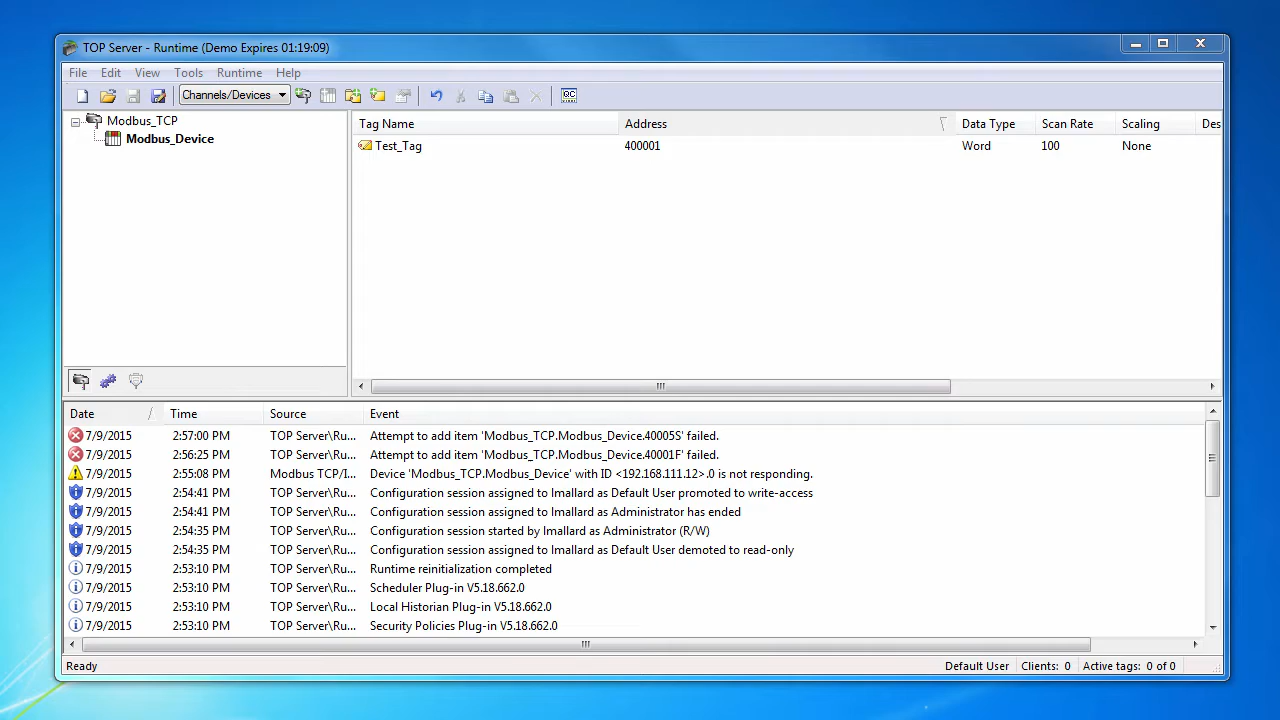 TOP Server - Runtime (Demo Expires 01:19:09)
File Edit View Tools Runtime Help
Channels/Devices QC
Modbus_TCP
Modbus_Device
Tag Name Address Data Type Scan Rate Scaling Des
Test_Tag 400001 Word 100 None
Date Time Source Event
7/9/2015 2:57:00 PM TOP Server\Ru... Attempt to add item 'Modbus_TCP.Modbus_Device.40005S' failed.
7/9/2015 2:56:25 PM TOP Server\Ru... Attempt to add item 'Modbus_TCP.Modbus_Device.40001F' failed.
7/9/2015 2:55:08 PM Modbus TCP/I... Device 'Modbus_TCP.Modbus_Device' with ID <192.168.111.12>.0 is not responding.
7/9/2015 2:54:41 PM TOP Server\Ru... Configuration session assigned to lmallard as Default User promoted to write-access
7/9/2015 2:54:41 PM TOP Server\Ru... Configuration session assigned to lmallard as Administrator has ended
7/9/2015 2:54:35 PM TOP Server\Ru... Configuration session started by lmallard as Administrator (R/W)
7/9/2015 2:54:35 PM TOP Server\Ru... Configuration session assigned to lmallard as Default User demoted to read-only
7/9/2015 2:53:10 PM TOP Server\Ru... Runtime reinitialization completed
7/9/2015 2:53:10 PM TOP Server\Ru... Scheduler Plug-in V5.18.662.0
7/9/2015 2:53:10 PM TOP Server\Ru... Local Historian Plug-in V5.18.662.0
7/9/2015 2:53:10 PM TOP Server\Ru... Security Policies Plug-in V5.18.662.0
Ready Default User Clients: 0 Active tags: 0 of 0